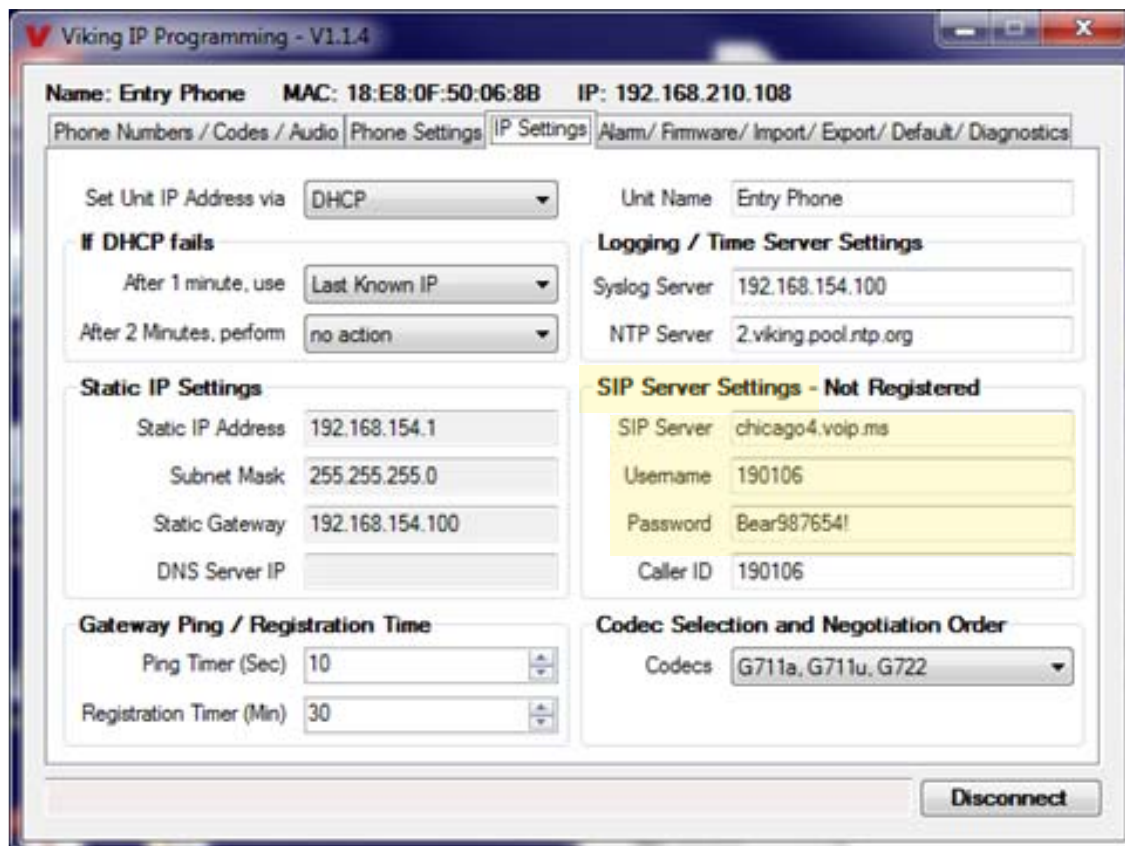 Viking IP Programming - V1.1.4
Name: Entry Phone MAC: 18:E8:0F:50:06:8B IP: 192.168.210.108
Phone Numbers / Codes / Audio Phone Settings IP Settings Alarm/ Firmware/ Import/ Export/ Default/ Diagnostics
Set Unit IP Address via DHCP
If DHCP fails
After 1 minute, use Last Known IP
After 2 Minutes, perform no action
Static IP Settings
Static IP Address 192.168.154.1
Subnet Mask 255.255.255.0
Static Gateway 192.168.154.100
DNS Server IP
Gateway Ping / Registration Time
Ping Timer (Sec) 10
Registration Timer (Min) 30
Unit Name Entry Phone
Logging / Time Server Settings
Syslog Server 192.168.154.100
NTP Server 2.viking.pool.ntp.org
SIP Server Settings - Not Registered
SIP Server chicago4.voip.ms
Username 190106
Password Bear987654!
Caller ID 190106
Codec Selection and Negotiation Order
Codecs G711a, G711u, G722
Disconnect